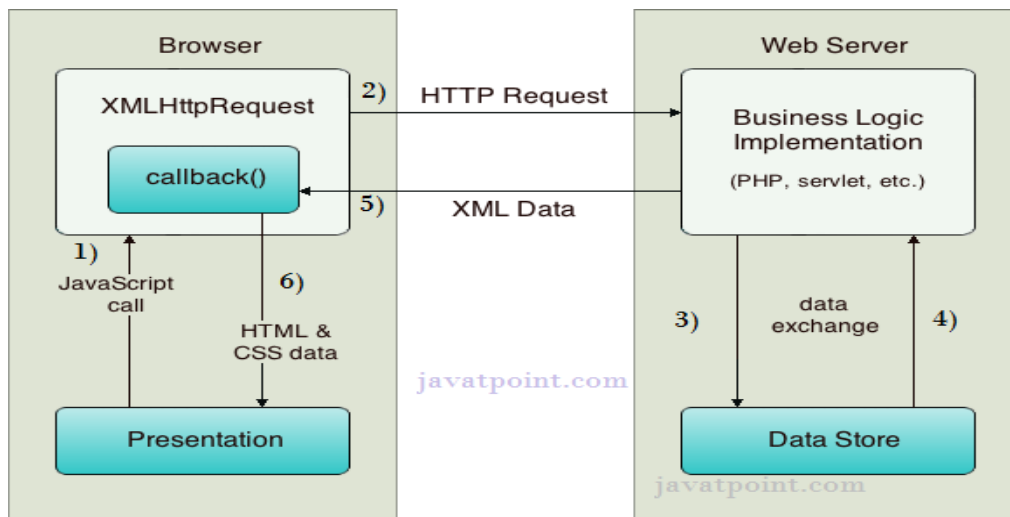 Browser
XMLHttpRequest
callback()
1)
JavaScript
call
6)
HTML &
CSS data
Presentation
2)
HTTP Request
5)
XML Data
javatpoint.com
Web Server
Business Logic
Implementation
(PHP, servlet, etc.)
3)
data
exchange
4)
Data Store
javatpoint.com